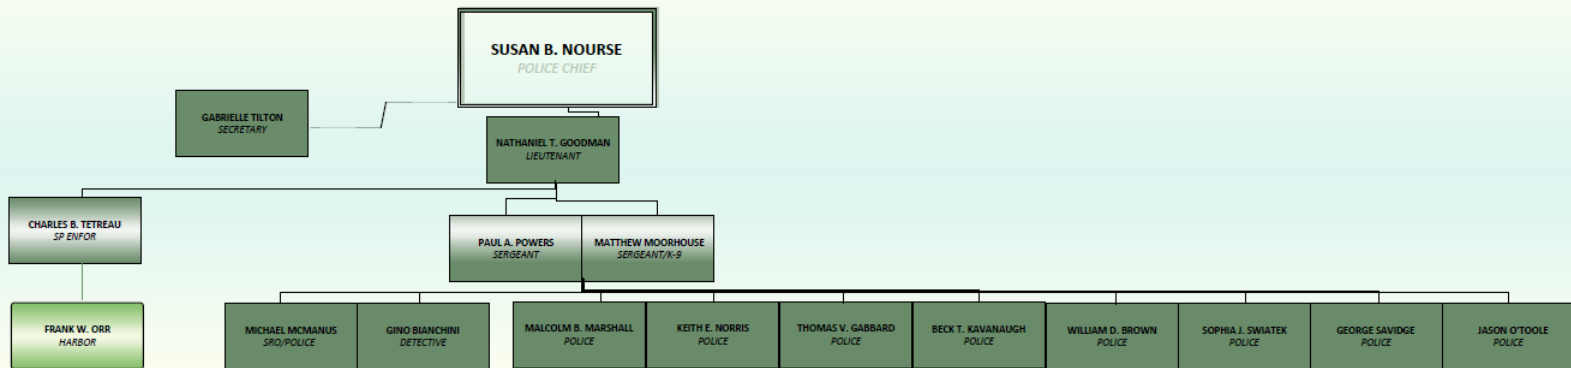 SUSAN B. NOURSE
POLICE CHIEF
GABRIELLE TILTON
SECRETARY
NATHANIEL T. GOODMAN
LIEUTENANT
CHARLES B. TETREAU
SP ENFOR
PAUL A. POWERS
SERGEANT
MATTHEW MOORHOUSE
SERGEANT/K-9
FRANK W. ORR
HARBOR
MICHAEL MCMANUS
SRO/POLICE
GINO BIANCHINI
DETECTIVE
MALCOLM B. MARSHALL
POLICE
KEITH E. NORRIS
POLICE
THOMAS V. GABBARD
POLICE
BECK T. KAVANAUGH
POLICE
WILLIAM D. BROWN
POLICE
SOPHIA J. SWIATEK
POLICE
GEORGE SAVIDGE
POLICE
JASON O'TOOLE
POLICE